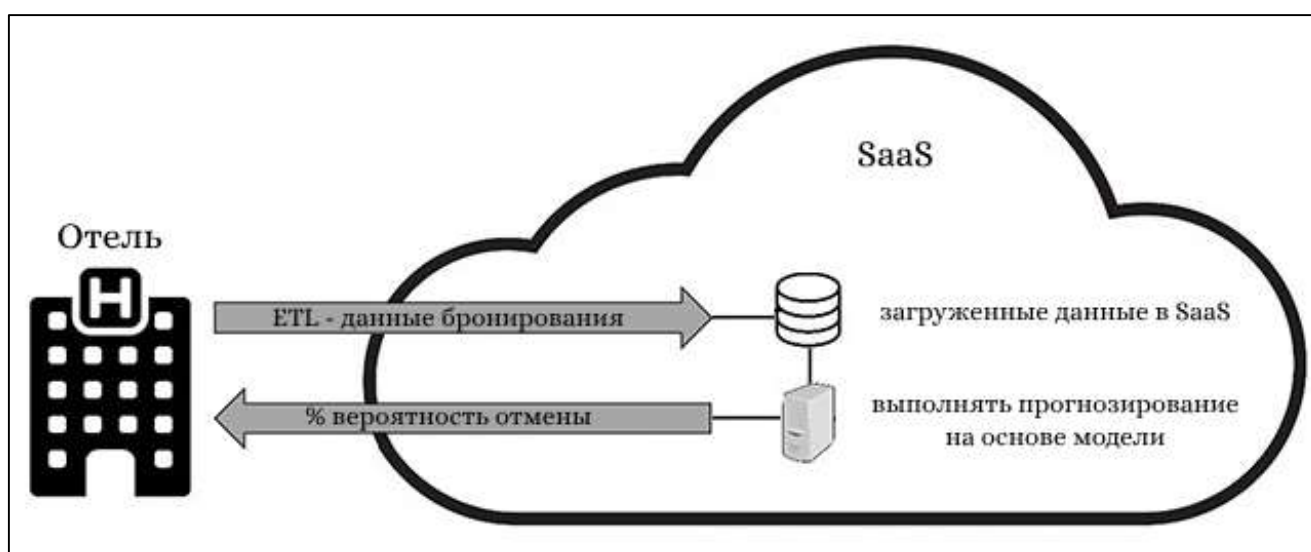 SaaS
Отель
H
ETL - данные бронирования
загруженные данные в SaaS
% вероятность отмены
выполнять прогнозирование
на основе модели